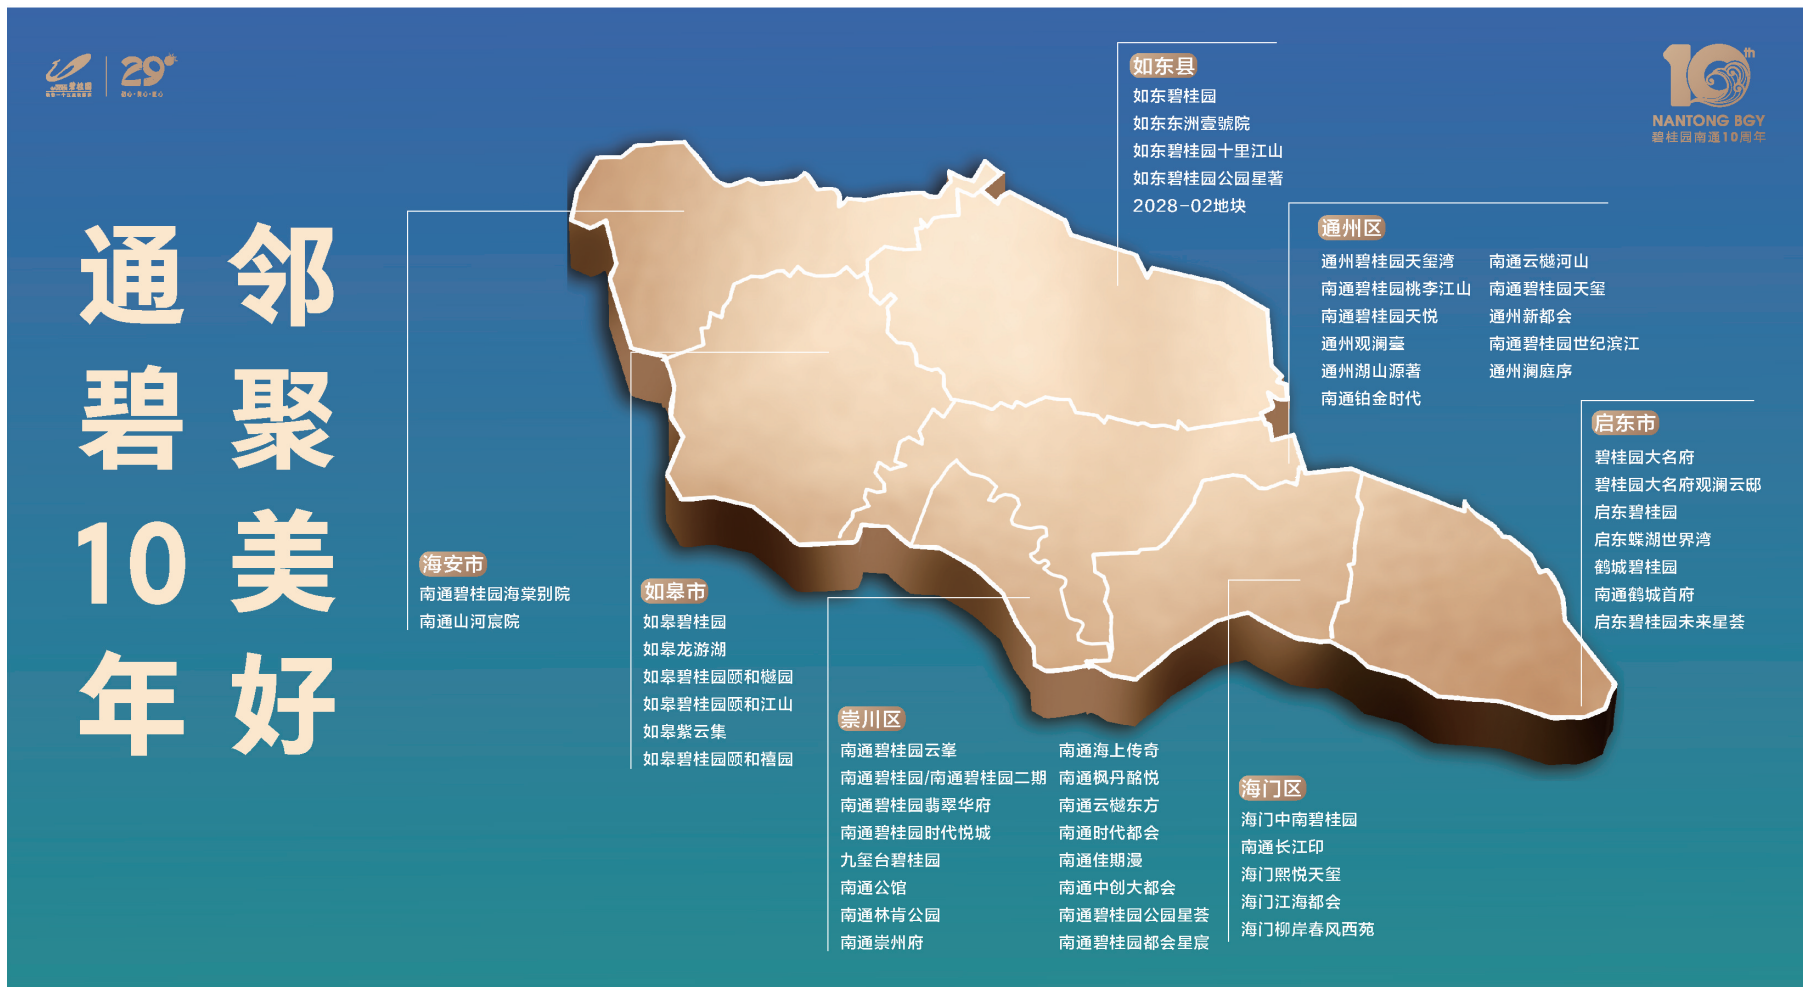 碧桂園
29
初心·聚心·匠心
10th
NANTONG BGY
碧桂园南通10周年
邻聚美好
通碧10年
如东县
如东碧桂园
如东东洲壹號院
如东碧桂园十里江山
如东碧桂园公园星著
2028-02地块
通州区
通州碧桂园天玺湾
南通碧桂园桃李江山
南通碧桂园天悦
通州观澜臺
通州湖山源著
南通铂金时代
南通云樾河山
南通碧桂园天玺
通州新都会
南通碧桂园世纪滨江
通州澜庭序
启东市
碧桂园大名府
碧桂园大名府观澜云邸
启东碧桂园
启东蝶湖世界湾
鹤城碧桂园
南通鹤城首府
启东碧桂园未来星荟
海安市
南通碧桂园海棠别院
南通山河宸院
如皋市
如皋碧桂园
如皋龙游湖
如皋碧桂园颐和樾园
如皋碧桂园颐和江山
如皋紫云集
如皋碧桂园颐和禧园
崇川区
南通碧桂园云峯
南通碧桂园/南通碧桂园二期
南通碧桂园翡翠华府
南通碧桂园时代悦城
九玺台碧桂园
南通公馆
南通林肯公园
南通崇州府
南通海上传奇
南通枫丹酩悦
南通云樾东方
南通时代都会
南通佳期漫
南通中创大都会
南通碧桂园公园星荟
南通碧桂园都会星宸
海门区
海门中南碧桂园
南通长江印
海门熙悦天玺
海门江海都会
海门柳岸春风西苑